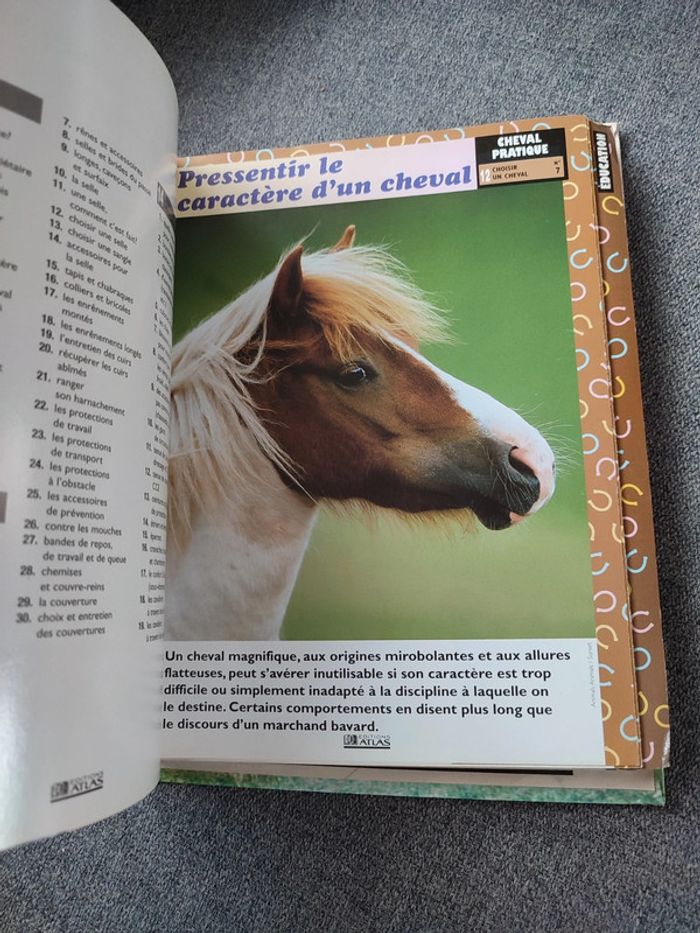 7. rênes et accessoires
8. selles et brides du passé
9. longes, caveçons
et surfaix
10. la selle
11. une selle,
comment c'est fait?
12. choisir une selle
13. choisir une sangle
14. accessoires pour
la selle
15. tapis et chabraques
16. colliers et bricoles
17. les enrênements
montés
18. les enrênements longés
19. l'entretien des cuirs
20. récupérer les cuirs
abîmés
21. ranger
son harnachement
22. les protections
de travail
23. les protections
de transport
24. les protections
à l'obstacle
25. les accessoires
de prévention
26. contre les mouches
27. bandes de repos,
de travail et de queue
28. chemises
et couvre-reins
29. la couverture
30. choix et entretien
des couvertures
EDITIONS
ATLAS
Pressentir le
caractère d'un cheval
CHEVAL
PRATIQUE
12 CHOISIR
UN CHEVAL
N°
7
ÉDUCATION
Un cheval magnifique, aux origines mirobolantes et aux allures
flatteuses, peut s'avérer inutilisable si son caractère est trop
difficile ou simplement inadapté à la discipline à laquelle on
le destine. Certains comportements en disent plus long que
le discours d'un marchand bavard.
EDITIONS
ATLAS